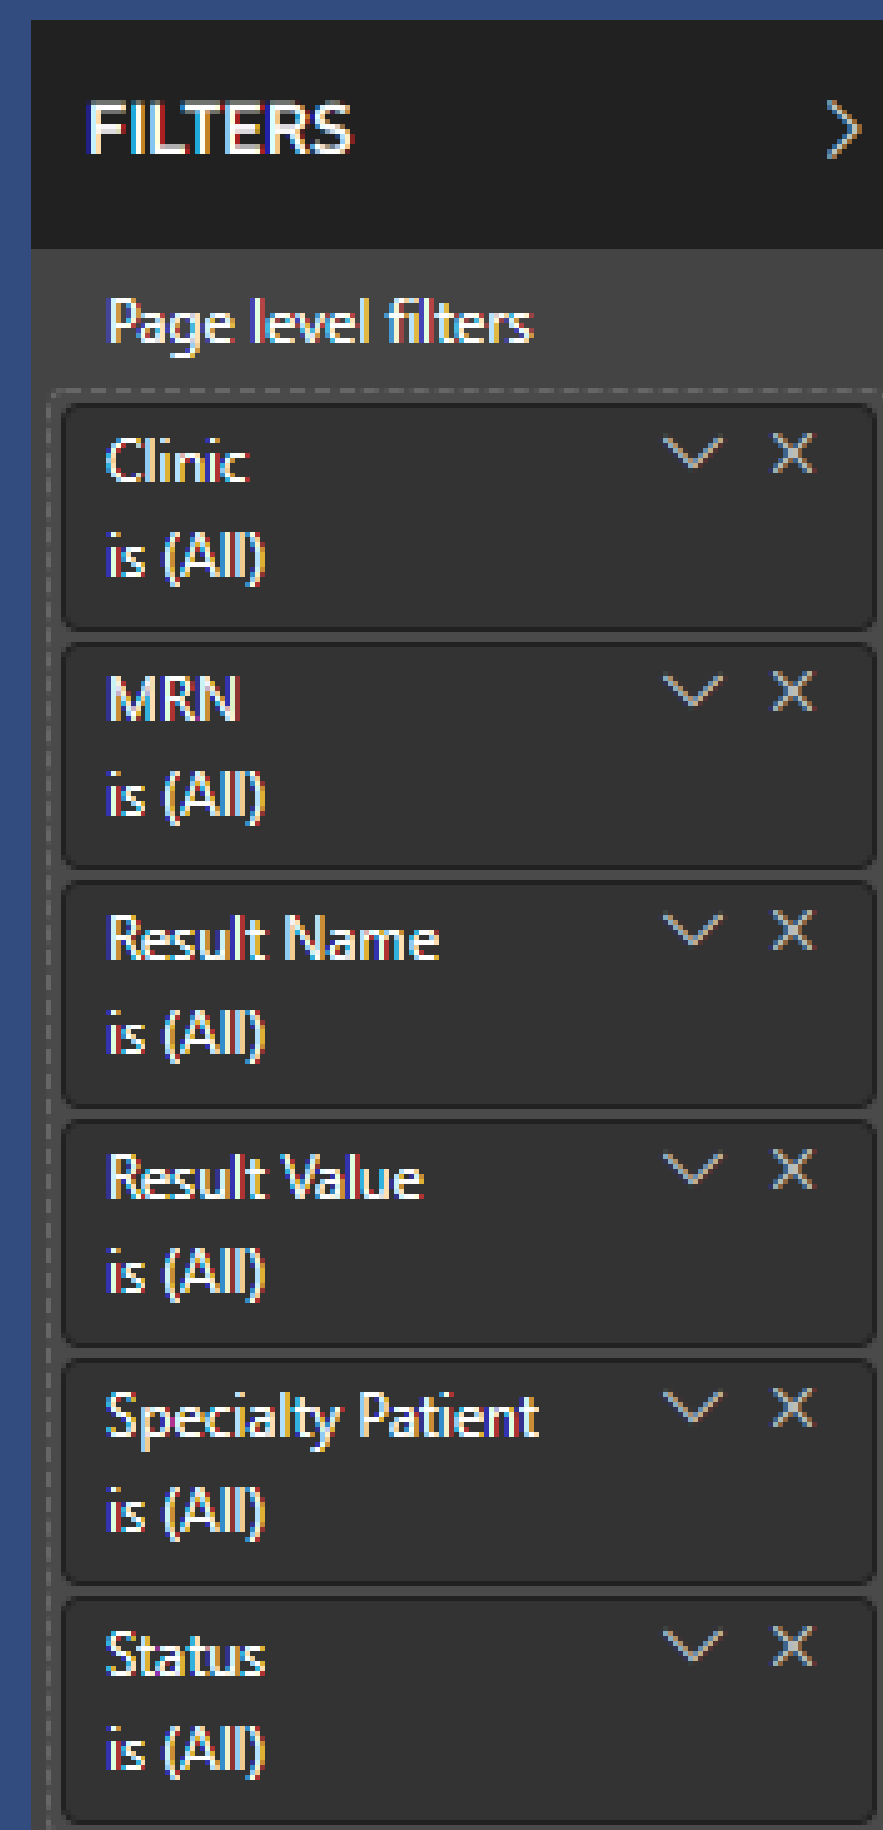 FILTERS
Page level filters
Clinic
is (All)
MRN
is (All)
Result Name
is (All)
Result Value
is (All)
Specialty Patient
is (All)
Status
is (All)